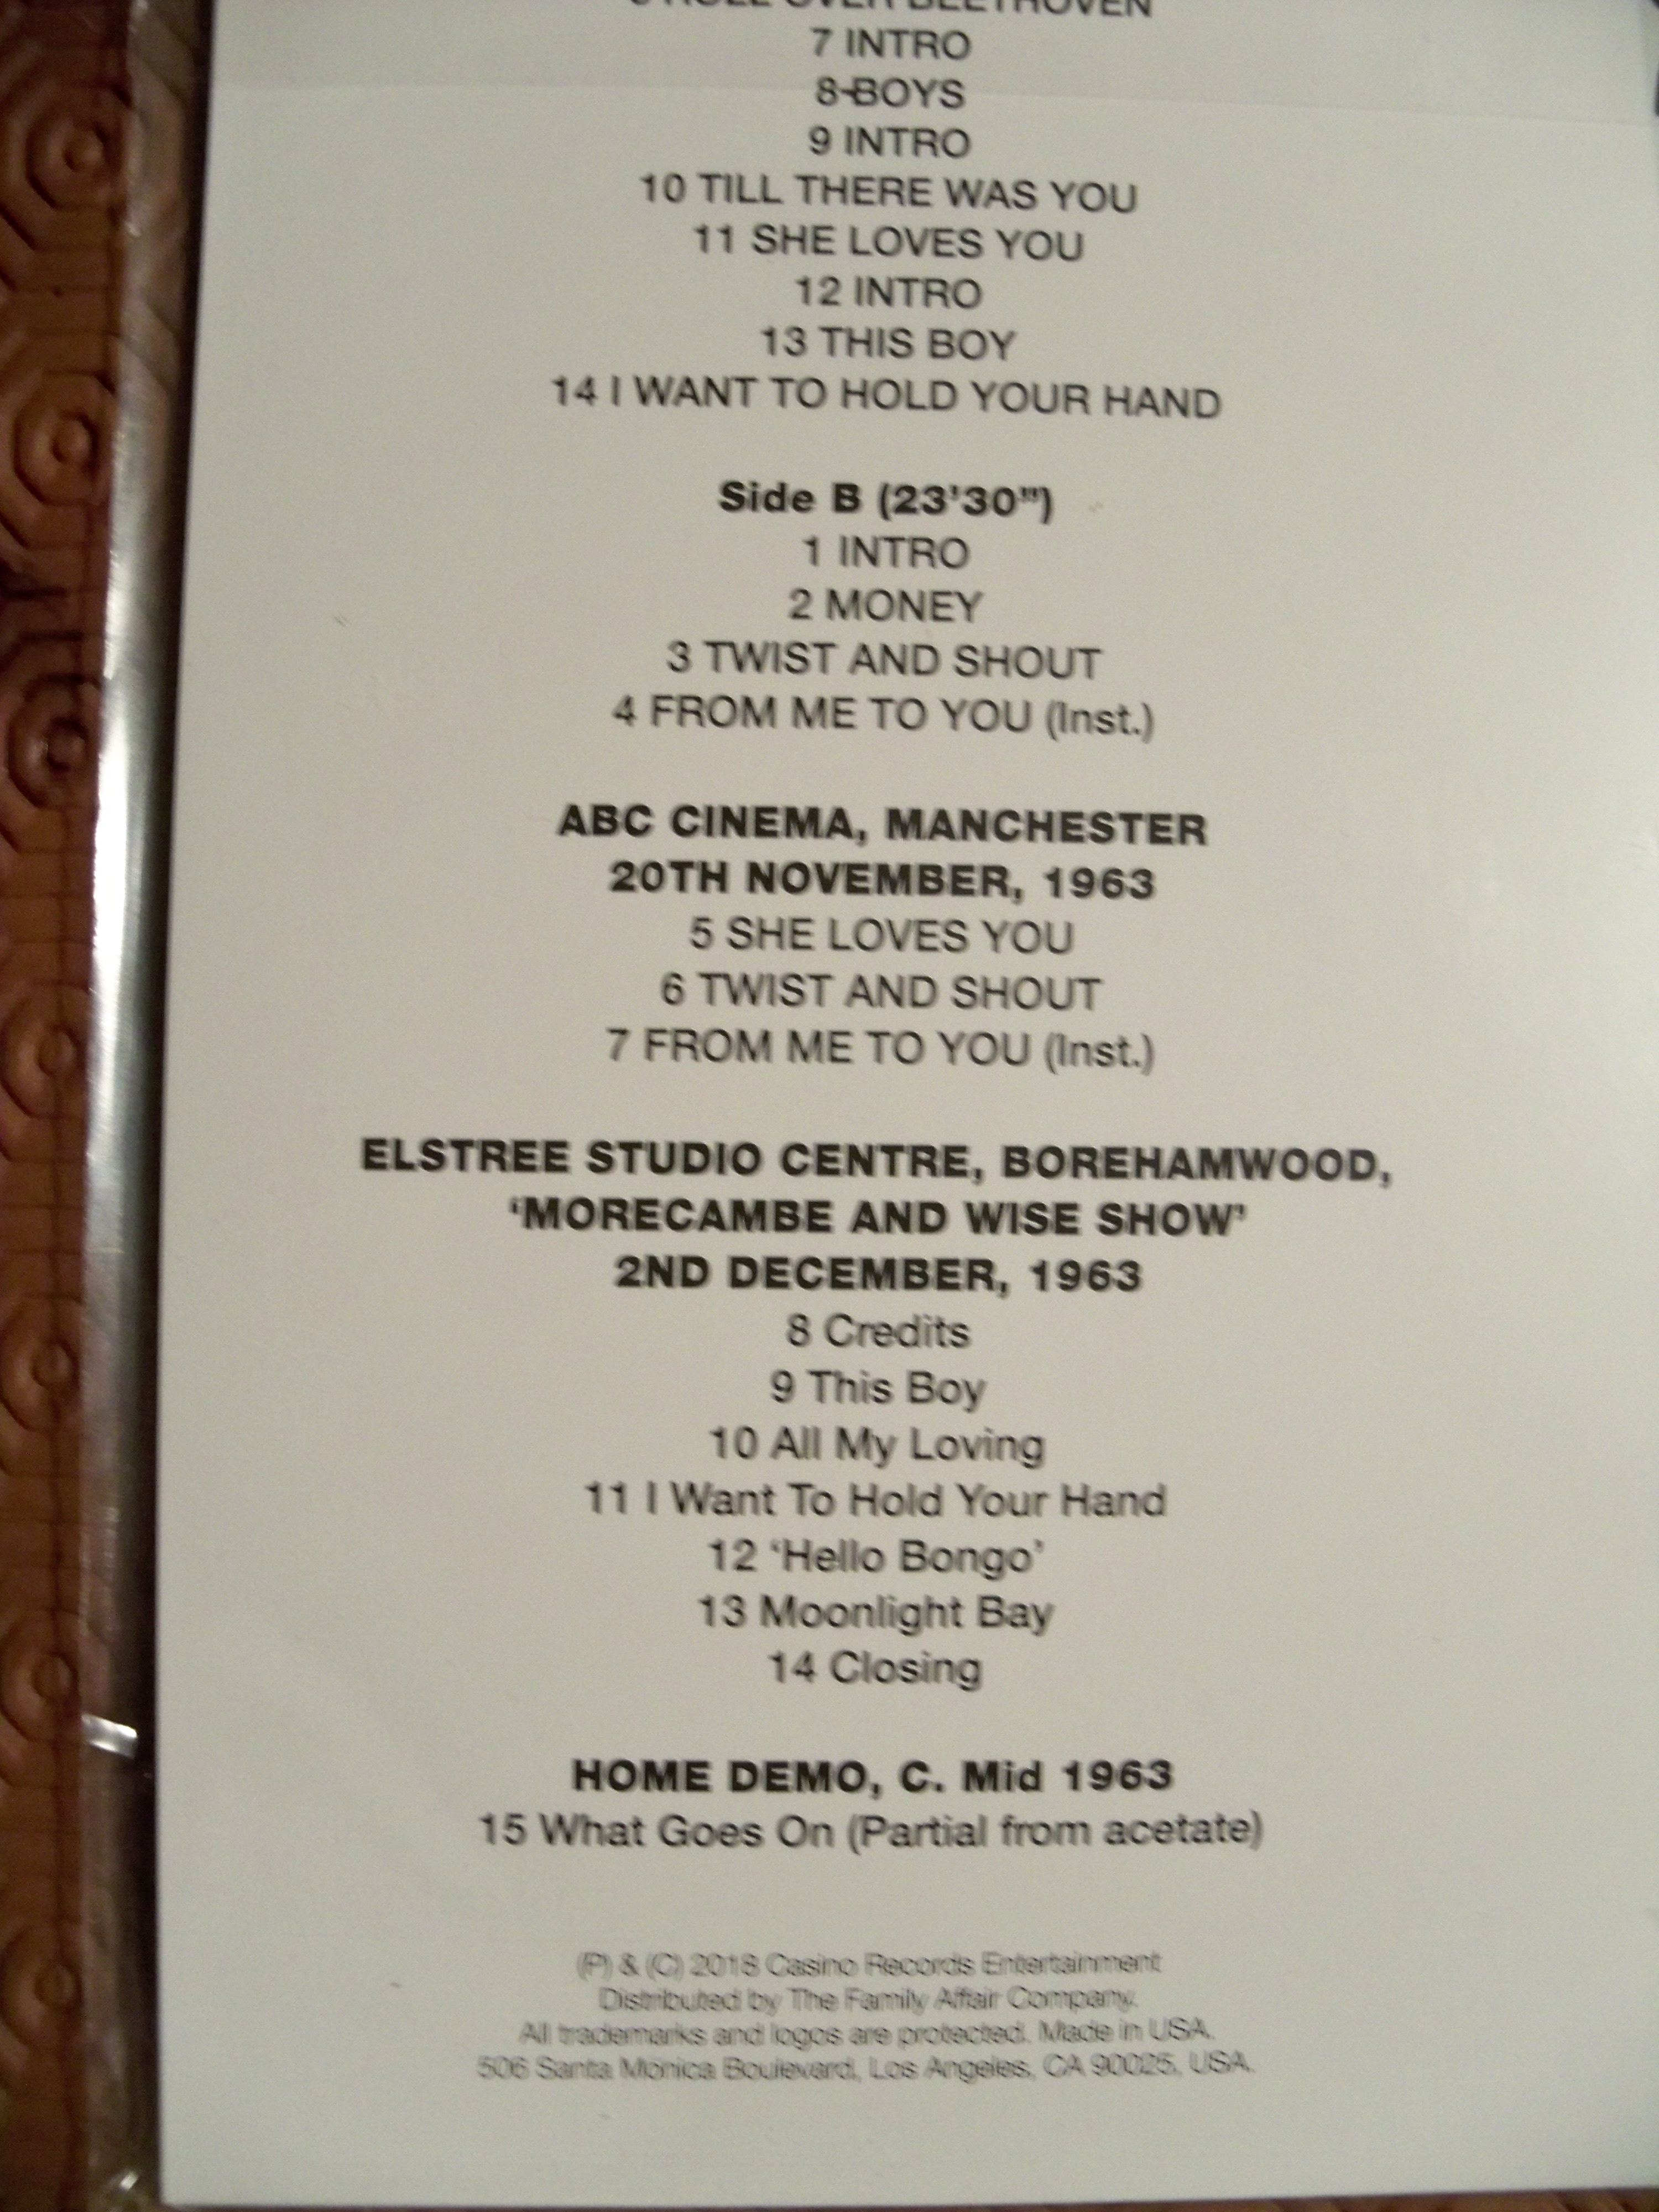 ROLL OVER BEETHOVEN
7 INTRO
8-BOYS
9 INTRO
10 TILL THERE WAS YOU
11 SHE LOVES YOU
12 INTRO
13 THIS BOY
14 I WANT TO HOLD YOUR HAND
Side B (23'30")
1 INTRO
2 MONEY
3 TWIST AND SHOUT
4 FROM ME TO YOU (Inst.)
ABC CINEMA, MANCHESTER
20TH NOVEMBER, 1963
5 SHE LOVES YOU
6 TWIST AND SHOUT
7 FROM ME TO YOU (Inst.)
ELSTREE STUDIO CENTRE, BOREHAMWOOD,
‘MORECAMBE AND WISE SHOW’
2ND DECEMBER, 1963
8 Credits
9 This Boy
10 All My Loving
11 I Want To Hold Your Hand
12 ‘Hello Bongo’
13 Moonlight Bay
14 Closing
HOME DEMO, C. Mid 1963
15 What Goes On (Partial from acetate)
(P) & (C) 2018 Casino Records Entertainment
Distributed by The Family Affair Company.
All trademarks and logos are protected. Made in USA.
506 Santa Monica Boulevard, Los Angeles, CA 90025, USA.